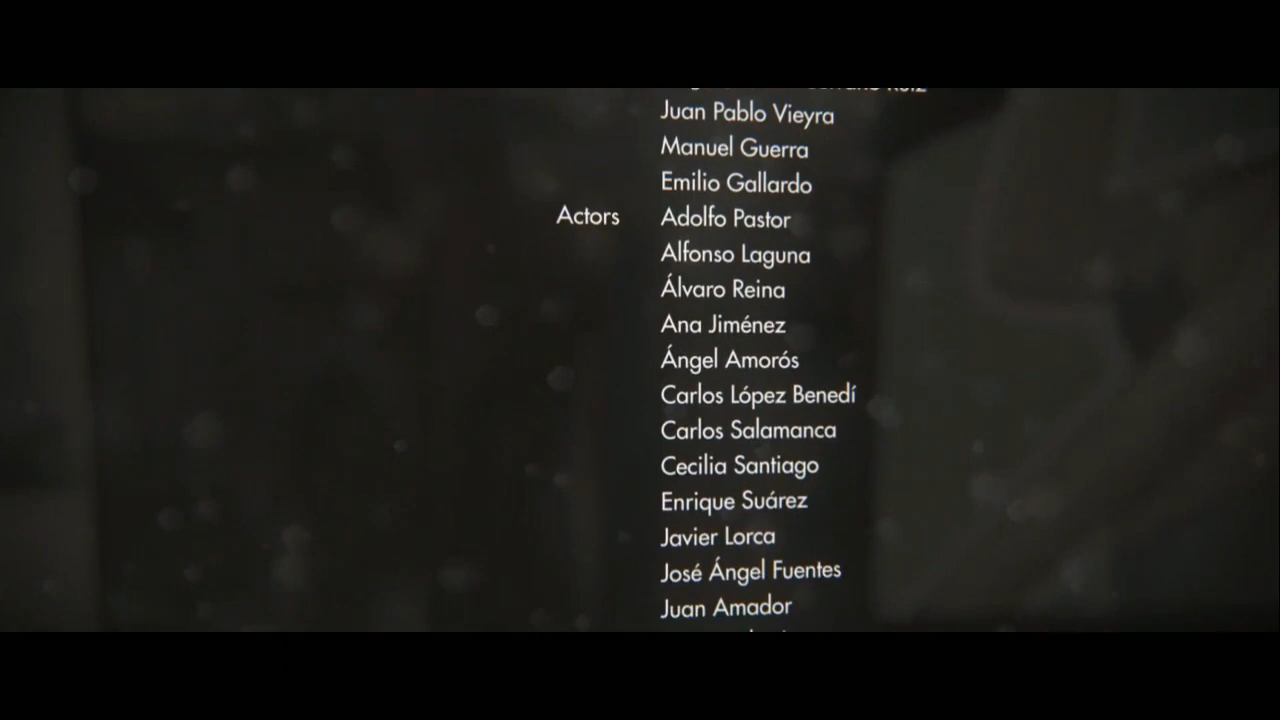 Ruiz
Juan Pablo Vieyra
Manuel Guerra
Emilio Gallardo
Actors Adolfo Pastor
Alfonso Laguna
Álvaro Reina
Ana Jiménez
Ángel Amorós
Carlos López Benedí
Carlos Salamanca
Cecilia Santiago
Enrique Suárez
Javier Lorca
José Ángel Fuentes
Juan Amador